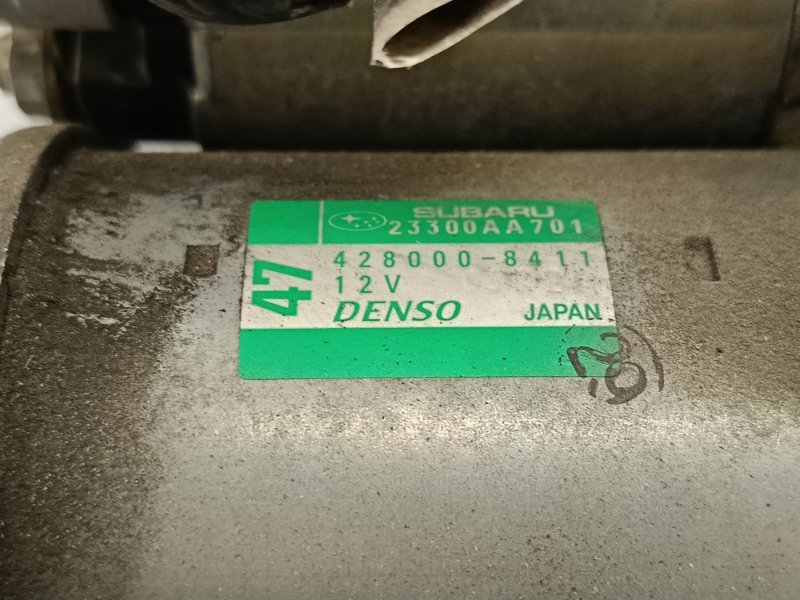 SUBARU
23300AA701
47
428000-8411
12V
DENSO JAPAN